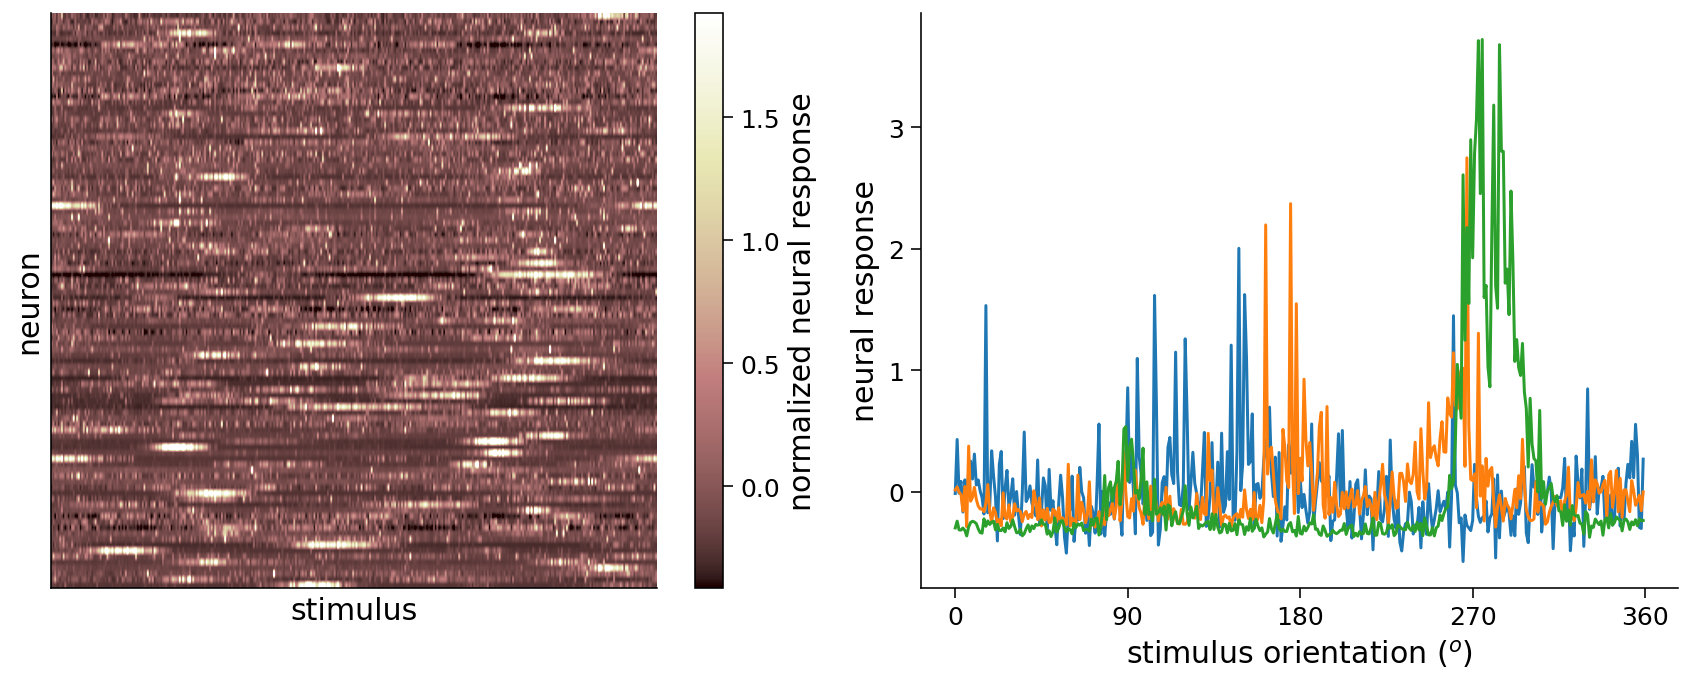 neuron
stimulus
1.5
1.0
0.5
0.0
normalized neural response
neural response
3
2
1
0
0 90 180 270 360
stimulus orientation (º)